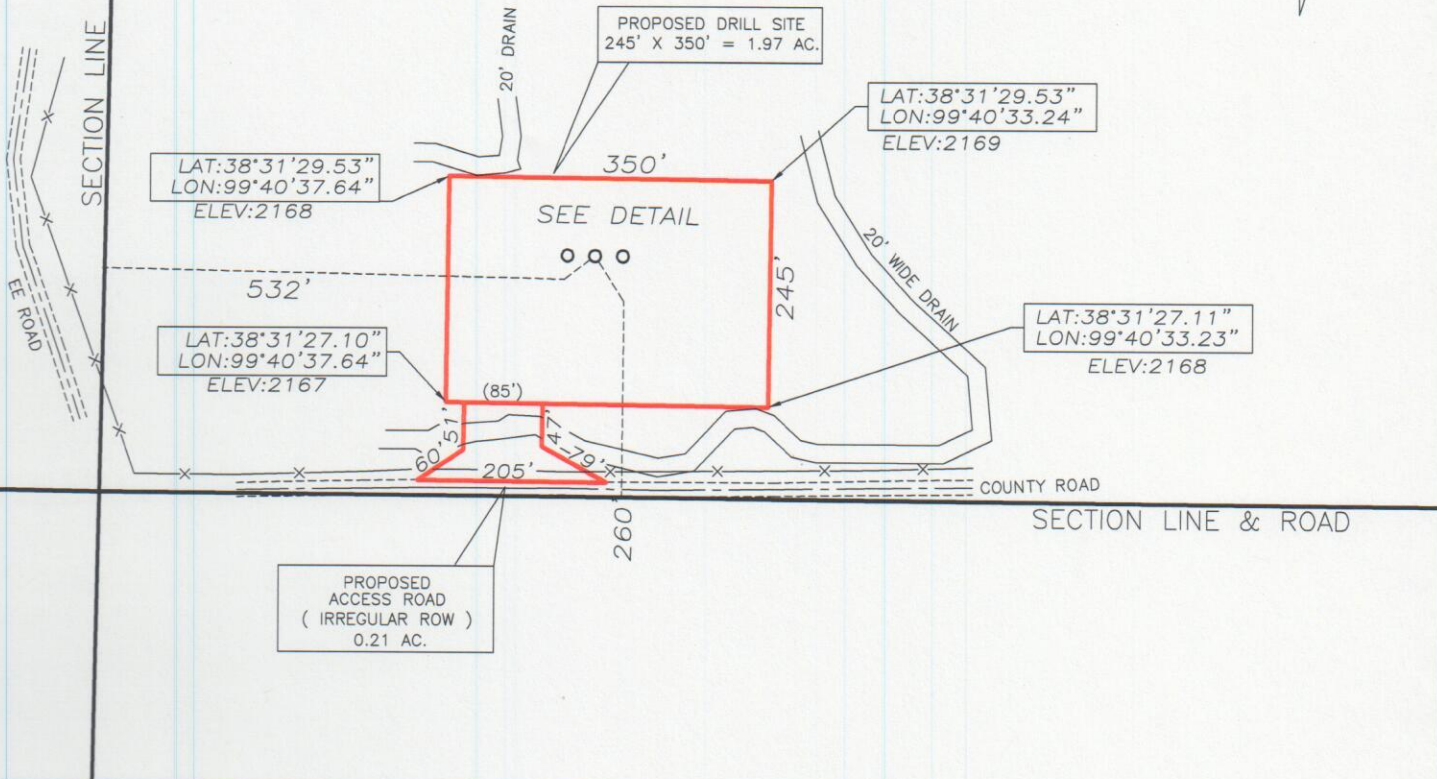 SECTION LINE
20' DRAIN
PROPOSED DRILL SITE
245' X 350' = 1.97 AC.
LAT:38°31'29.53"
LON:99°40'33.24"
ELEV:2169
LAT:38°31'29.53"
LON:99°40'37.64"
ELEV:2168
350'
SEE DETAIL
20' WIDE DRAIN
532'
245'
EE ROAD
LAT:38°31'27.10"
LON:99°40'37.64"
ELEV:2167
LAT:38°31'27.11"
LON:99°40'33.23"
ELEV:2168
(85')
51'
47'
60'
79'
205'
COUNTY ROAD
SECTION LINE & ROAD
260'
PROPOSED
ACCESS ROAD
( IRREGULAR ROW )
0.21 AC.